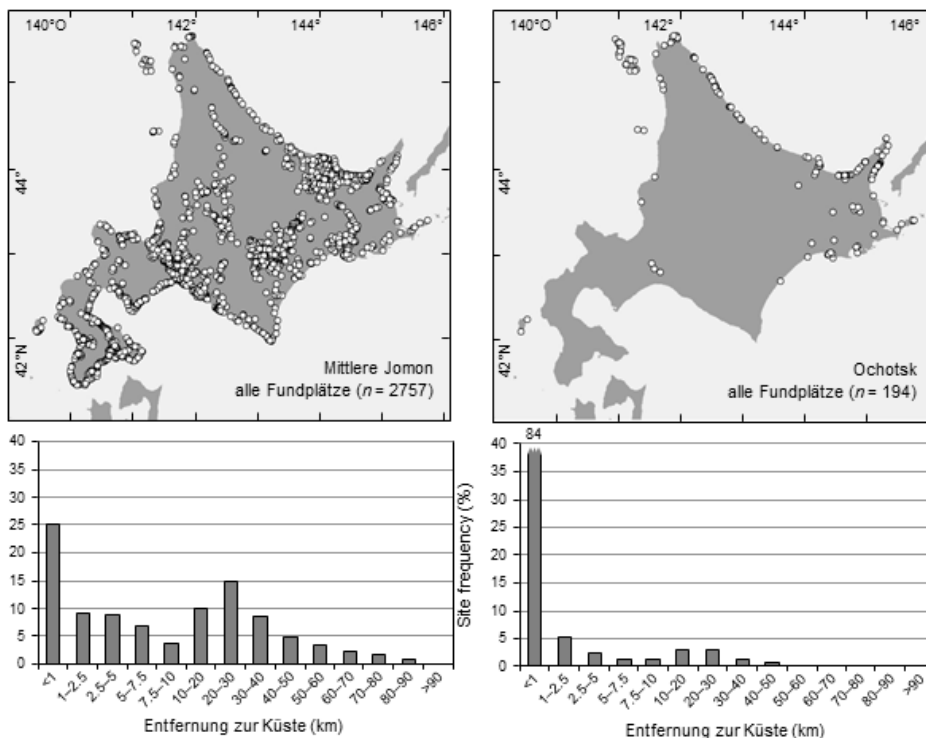 140°O 142° 144° 146°
44°
42°N
Mittlere Jomon
alle Fundplätze (n = 2757)
140°O 142° 144° 146°
44°
42°N
Ochotsk
alle Fundplätze (n = 194)
40
35
30
25
20
15
10
5
0
<1 1–2.5 2.5–5 5–7.5 7.5–10 10–20 20–30 30–40 40–50 50–60 60–70 70–80 80–90 >90
Entfernung zur Küste (km)
Site frequency (%)
84
40
35
30
25
20
15
10
5
0
<1 1–2.5 2.5–5 5–7.5 7.5–10 10–20 20–30 30–40 40–50 50–60 60–70 70–80 80–90 >90
Entfernung zur Küste (km)